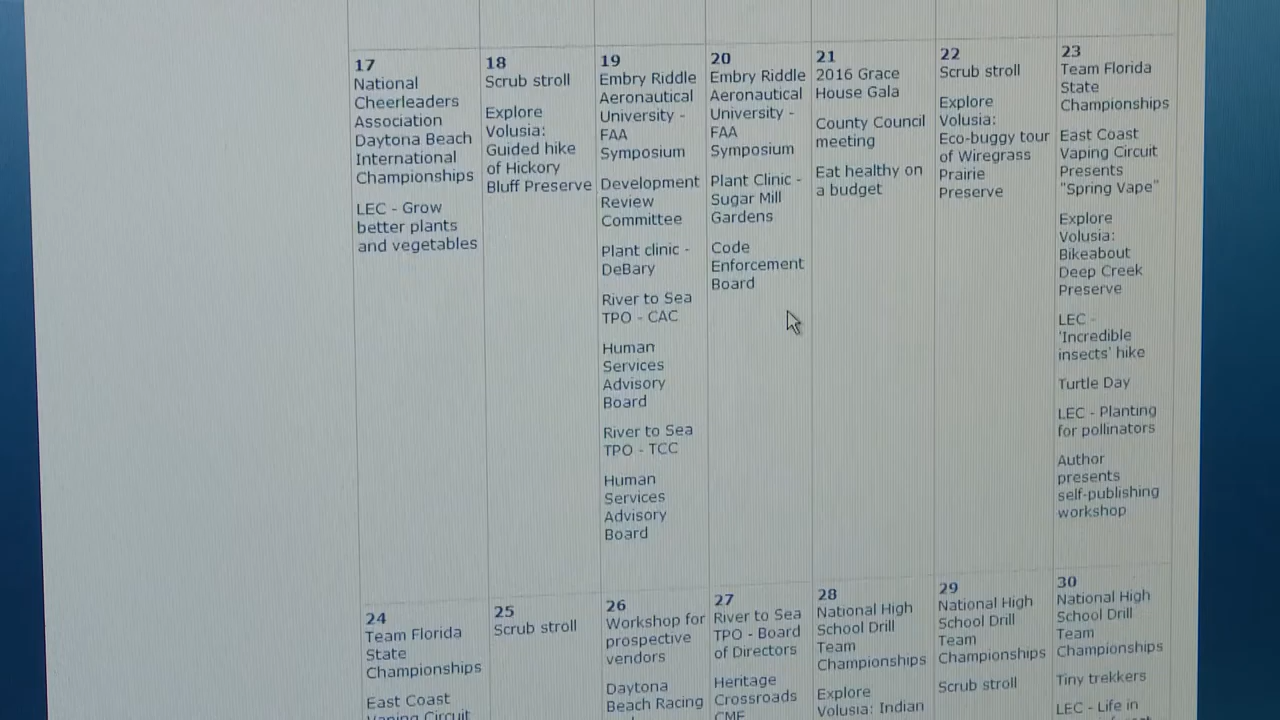 17
National
Cheerleaders
Association
Daytona Beach
International
Championships
LEC - Grow
better plants
and vegetables
18
Scrub stroll
Explore
Volusia:
Guided hike
of Hickory
Bluff Preserve
19
Embry Riddle
Aeronautical
University -
FAA
Symposium
Development
Review
Committee
Plant clinic -
DeBary
River to Sea
TPO - CAC
Human
Services
Advisory
Board
River to Sea
TPO - TCC
Human
Services
Advisory
Board
20
Embry Riddle
Aeronautical
University -
FAA
Symposium
Plant Clinic -
Sugar Mill
Gardens
Code
Enforcement
Board
21
2016 Grace
House Gala
County Council
meeting
Eat healthy on
a budget
22
Scrub stroll
Explore
Volusia:
Eco-buggy tour
of Wiregrass
Prairie
Preserve
23
Team Florida
State
Championships
East Coast
Vaping Circuit
Presents
"Spring Vape"
Explore
Volusia:
Bikeabout
Deep Creek
Preserve
LEC -
'Incredible
insects' hike
Turtle Day
LEC - Planting
for pollinators
Author
presents
self-publishing
workshop
24
Team Florida
State
Championships
East Coast
Vaping Circuit
25
Scrub stroll
26
Workshop for
prospective
vendors
Daytona
Beach Racing
27
River to Sea
TPO - Board
of Directors
Heritage
Crossroads
CME
28
National High
School Drill
Team
Championships
Explore
Volusia: Indian
29
National High
School Drill
Team
Championships
Scrub stroll
30
National High
School Drill
Team
Championships
Tiny trekkers
LEC - Life in